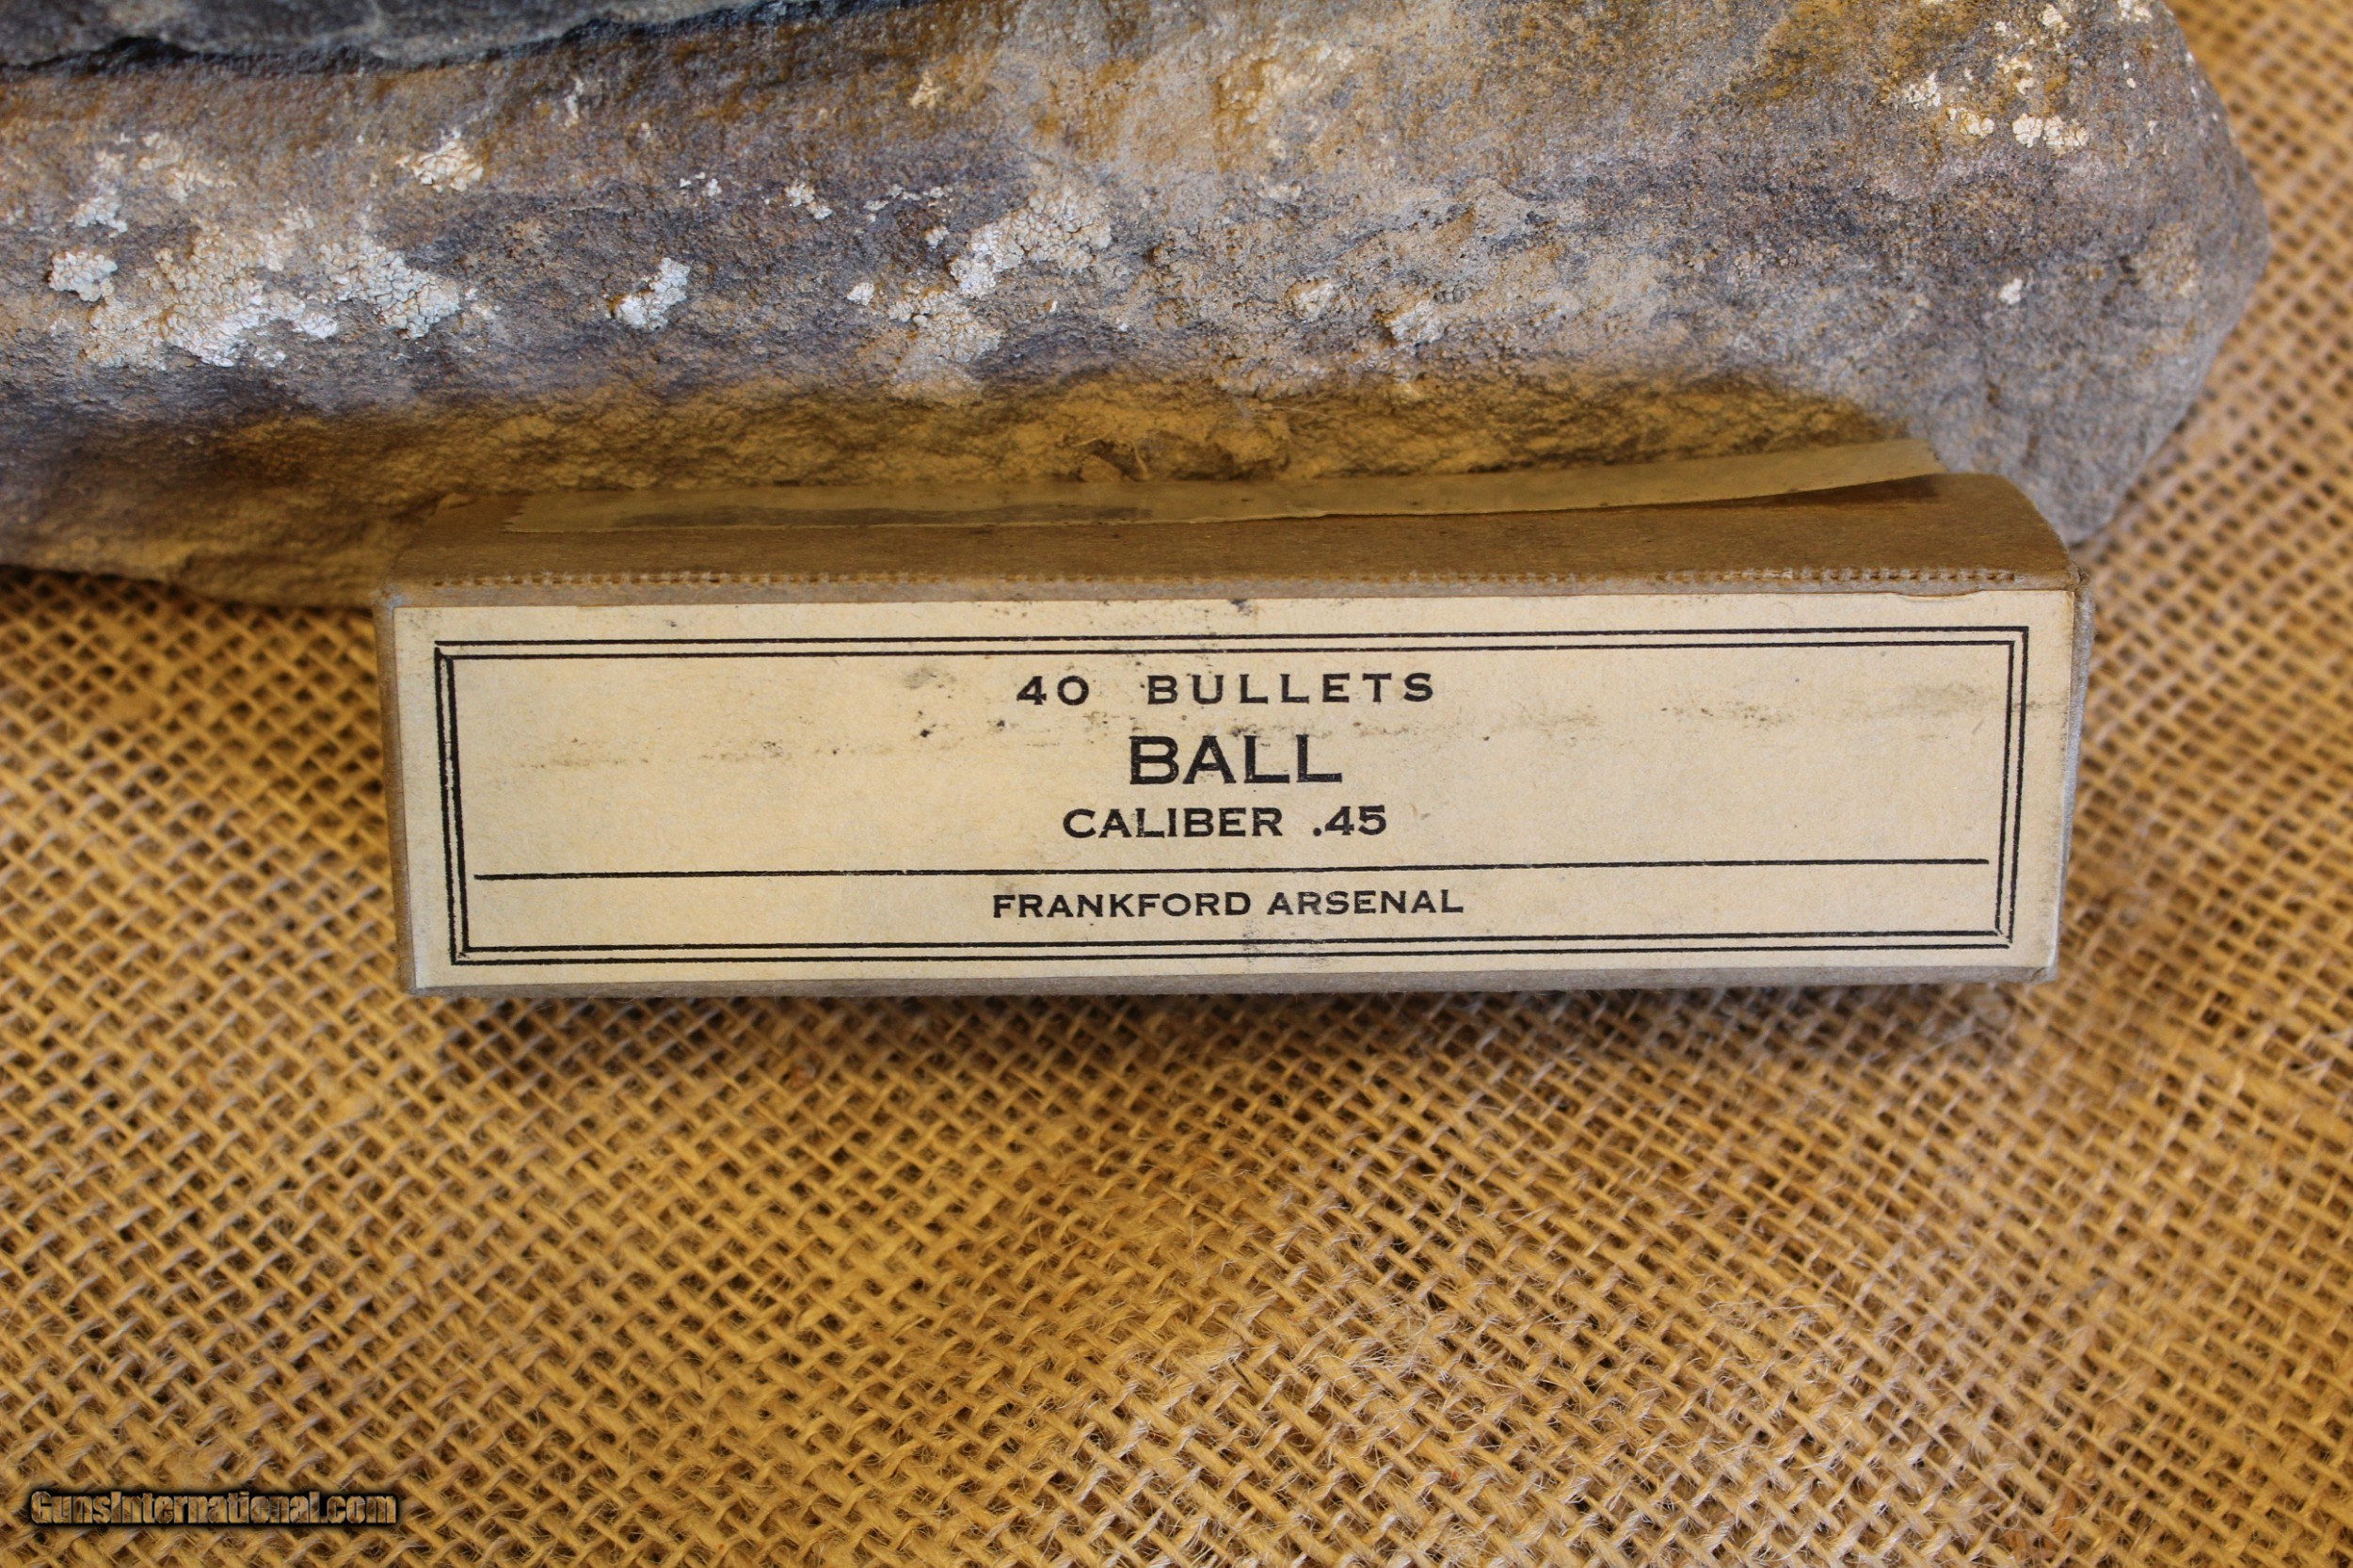 40 BULLETS
BALL
CALIBER .45
FRANKFORD ARSENAL
GunsInternational.com